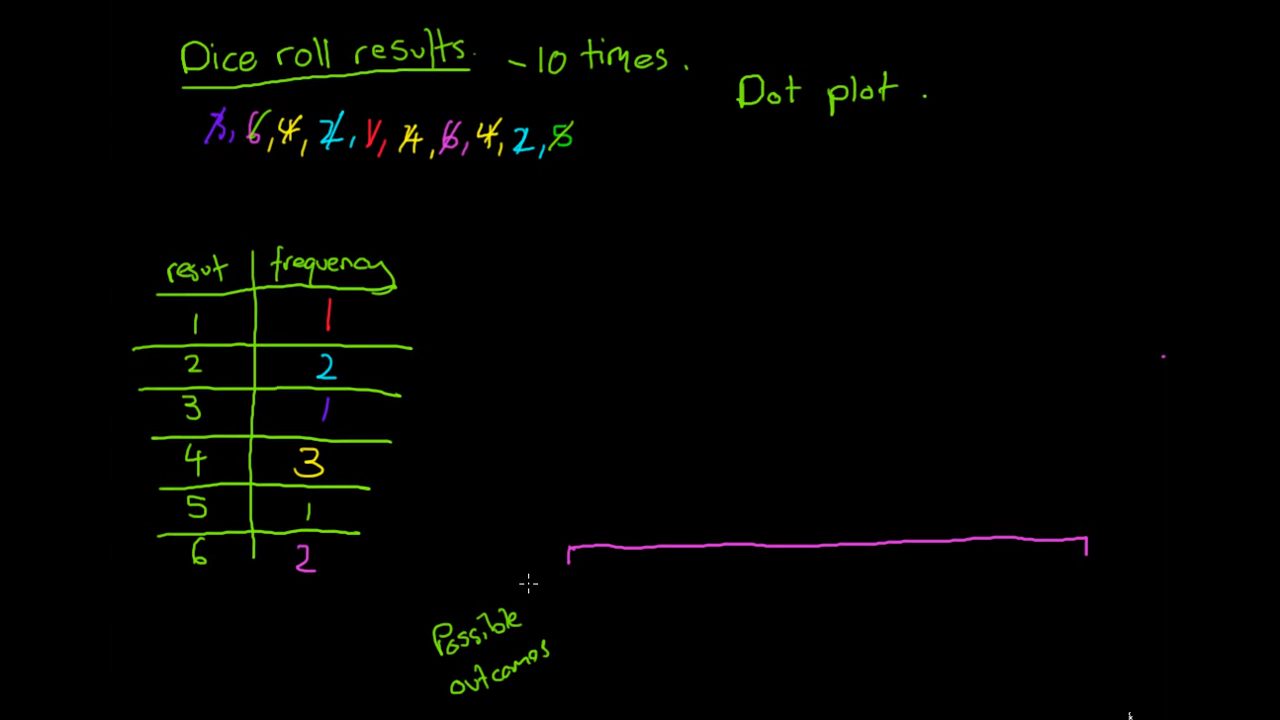 Dice roll results. - 10 times.
Dot plot.
3, 6, 4, 2, 1, 4, 6, 4, 2, 5
resut frequency
1 1
2 2
3 1
4 3
5 1
6 2
Possible
outcomes